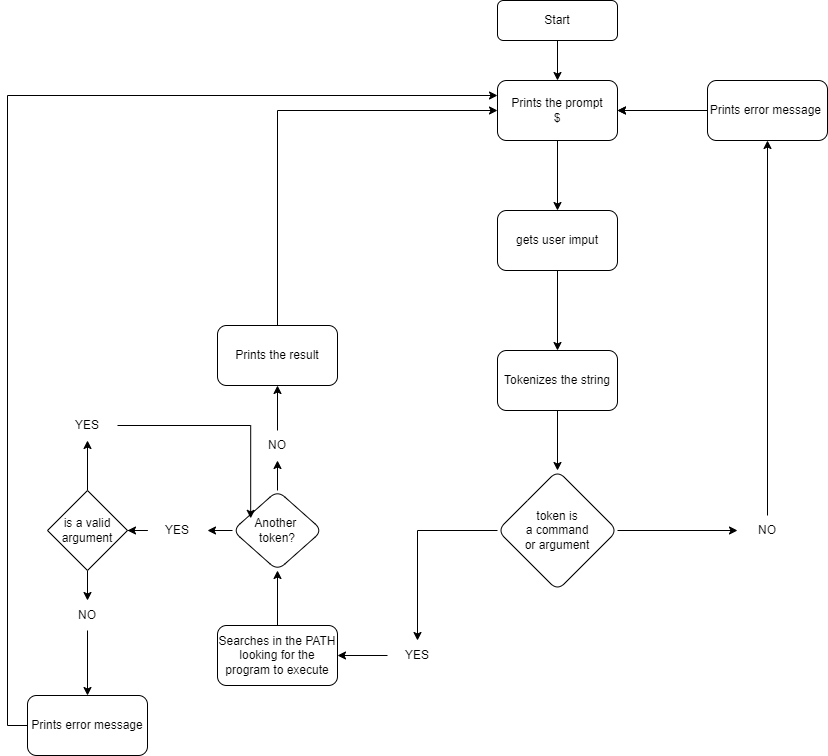 Start
Prints the prompt
$
Prints error message
gets user imput
Prints the result
Tokenizes the string
YES
NO
is a valid
argument
YES
Another
token?
token is
a command
or argument
NO
NO
Searches in the PATH
looking for the
program to execute
YES
Prints error message